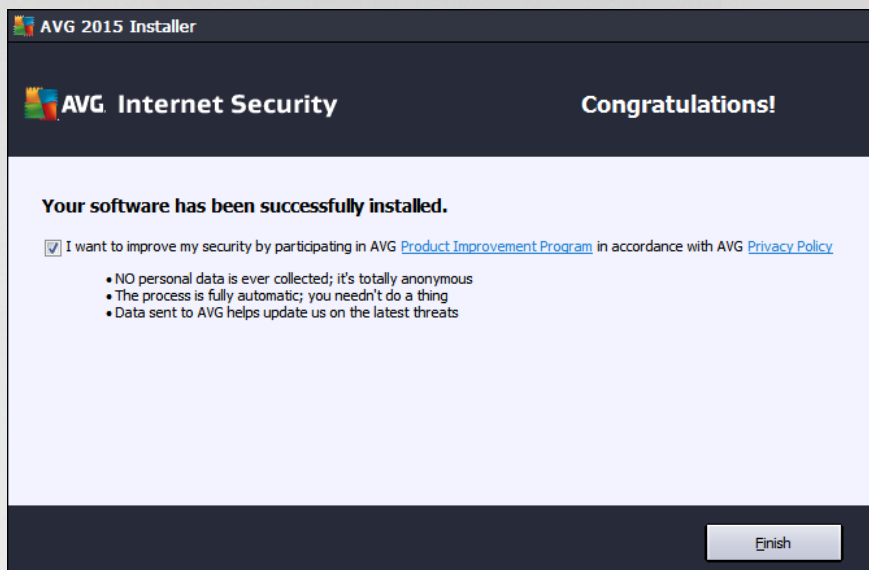 AVG 2015 Installer
AVG. Internet Security
Congratulations!
Your software has been successfully installed.
I want to improve my security by participating in AVG Product Improvement Program in accordance with AVG Privacy Policy
• NO personal data is ever collected; it's totally anonymous
• The process is fully automatic; you needn't do a thing
• Data sent to AVG helps update us on the latest threats
Finish